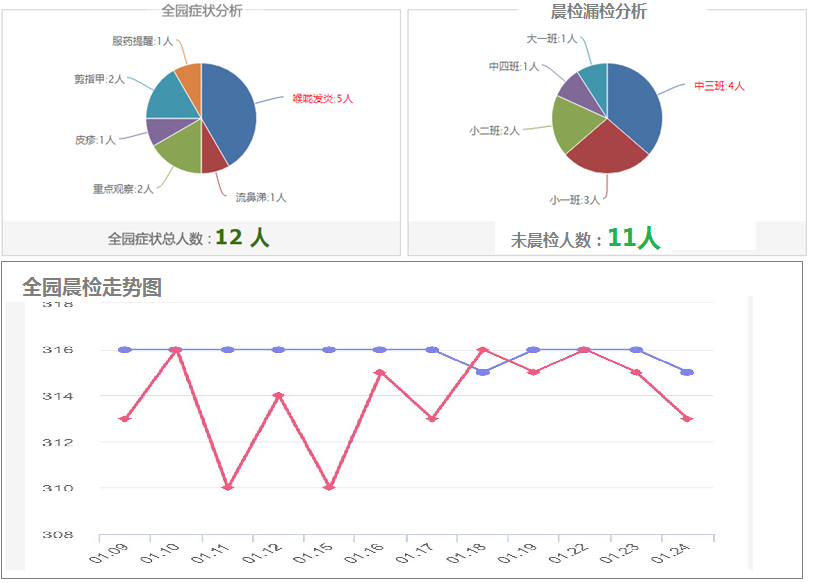 全园症状分析
服药提醒:1人
剪指甲:2人
喉咙发炎:5人
皮疹:1人
重点观察:2人
流鼻涕:1人
全园症状总人数：12 人
晨检漏检分析
大一班:1人
中四班:1人
中三班:4人
小二班:2人
小一班:3人
未晨检人数：11人
全园晨检走势图
318
316
314
312
310
308
01.09 01.10 01.11 01.12 01.15 01.16 01.17 01.18 01.19 01.22 01.23 01.24